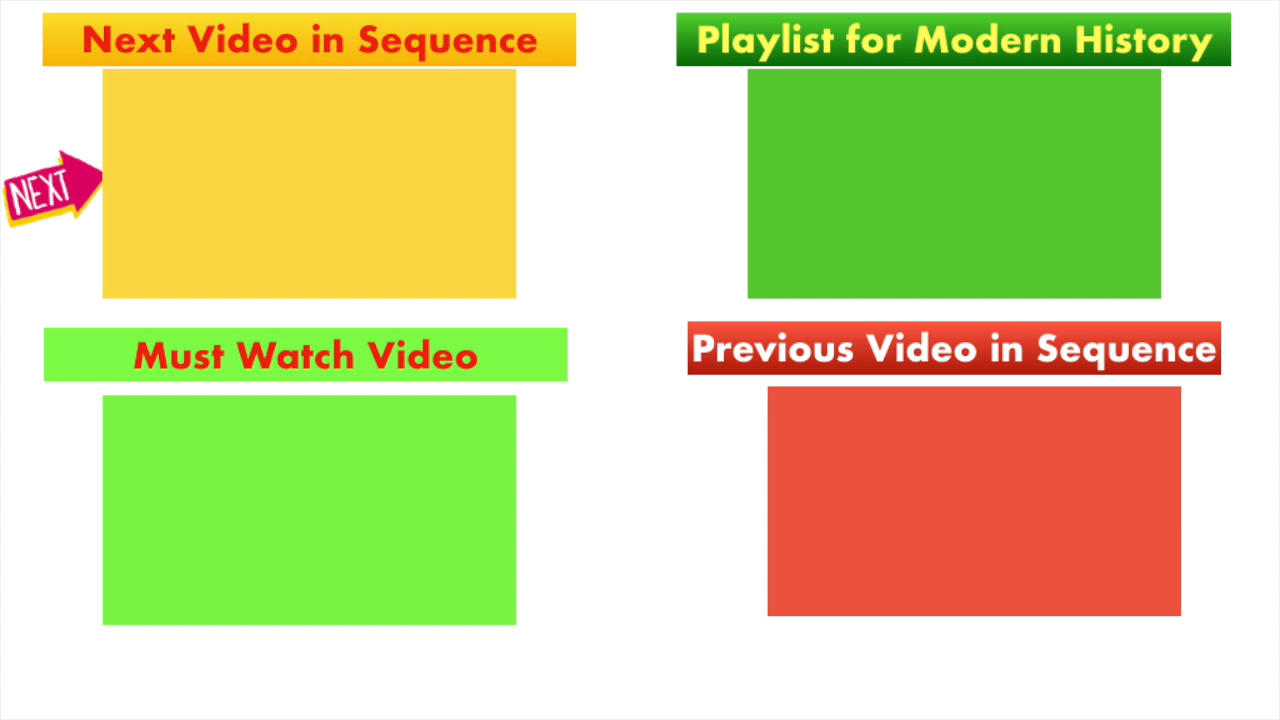 Next Video in Sequence
Playlist for Modern History
NEXT
Must Watch Video
Previous Video in Sequence